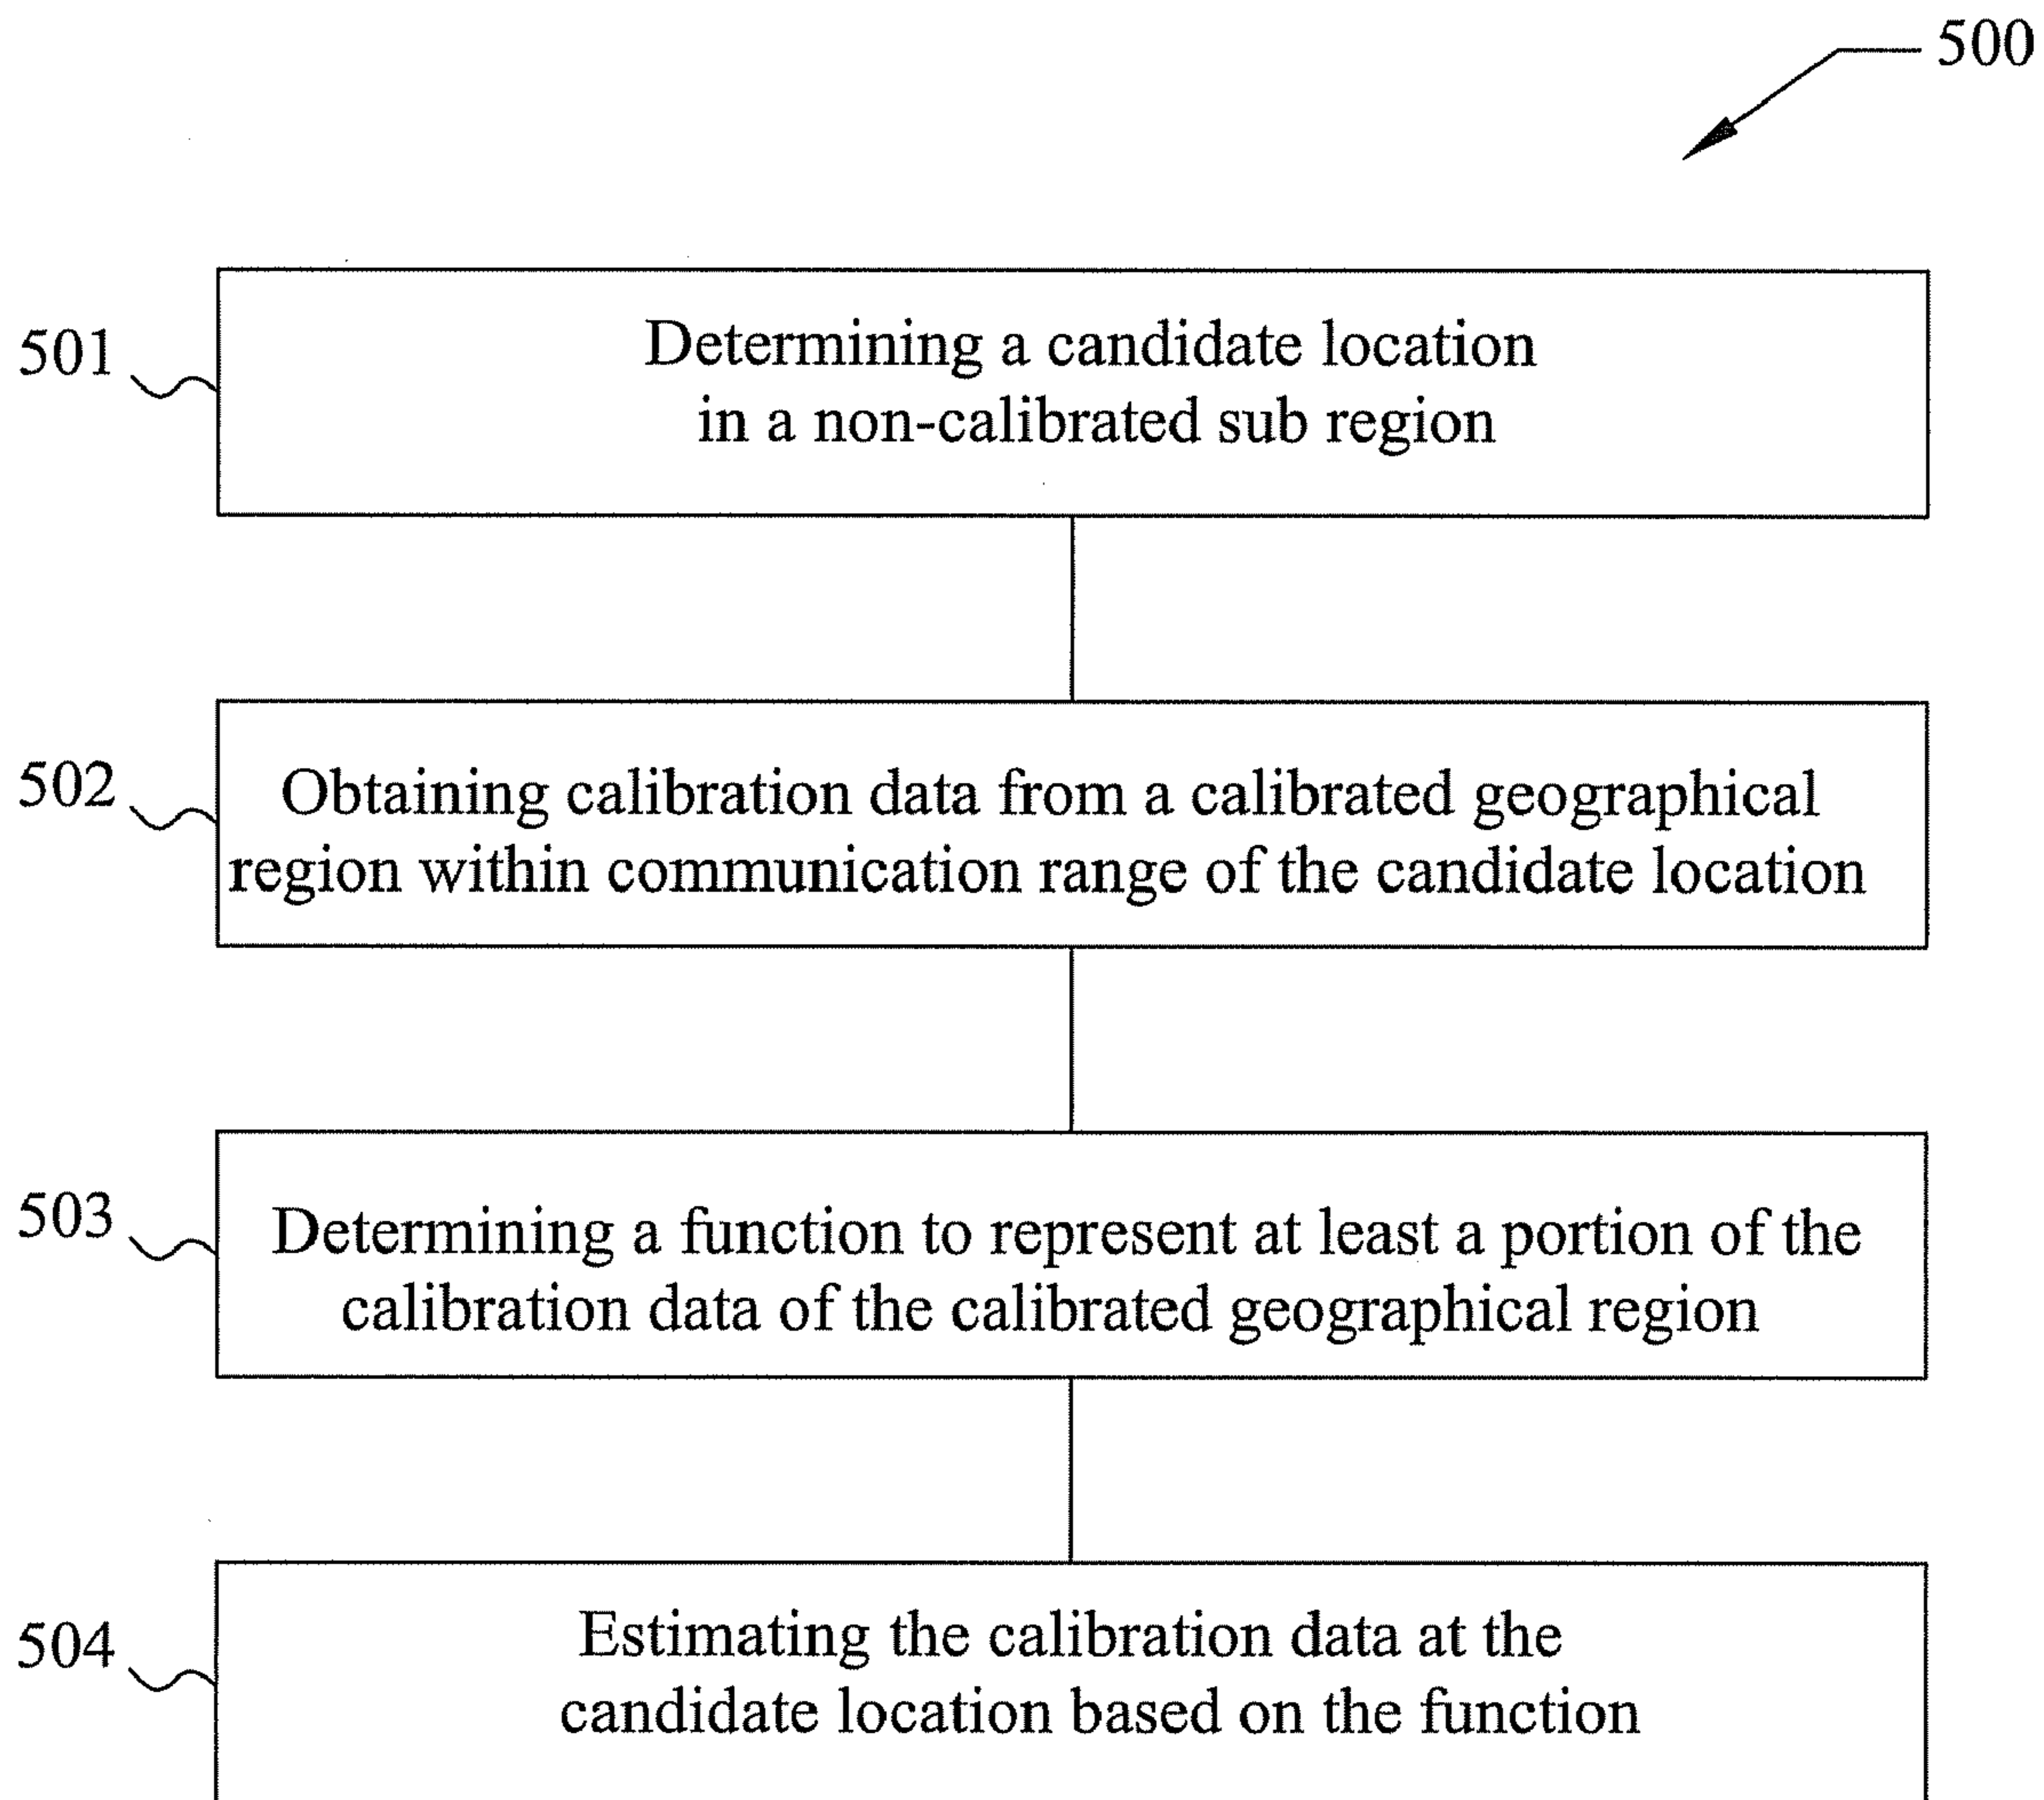 500
501
Determining a candidate location
in a non-calibrated sub region
502
Obtaining calibration data from a calibrated geographical
region within communication range of the candidate location
503
Determining a function to represent at least a portion of the
calibration data of the calibrated geographical region
504
Estimating the calibration data at the
candidate location based on the function